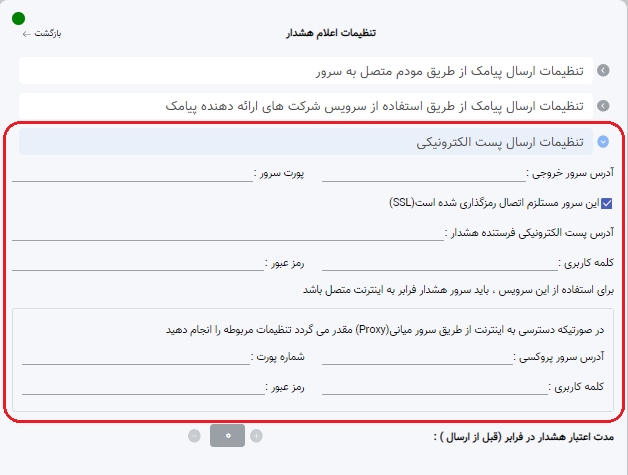 تنظیمات اعلام هشدار
بازگشت
تنظیمات ارسال پیامک از طریق مودم متصل به سرور
تنظیمات ارسال پیامک از طریق استفاده از سرویس شرکت های ارائه دهنده پیامک
تنظیمات ارسال پست الکترونیکی
آدرس سرور خروجی : پورت سرور :
این سرور مستلزم اتصال رمزگذاری شده است(SSL)
آدرس پست الکترونیکی فرستنده هشدار :
کلمه کاربری : رمز عبور :
برای استفاده از این سرویس ، باید سرور هشدار فرابر به اینترنت متصل باشد
در صورتیکه دسترسی به اینترنت از طریق سرور میانی(Proxy) مقدر می گردد تنظیمات مربوطه را انجام دهید
آدرس سرور پروکسی : شماره پورت :
کلمه کاربری : رمز عبور :
مدت اعتبار هشدار در فرابر (قبل از ارسال ) : + ۰ -